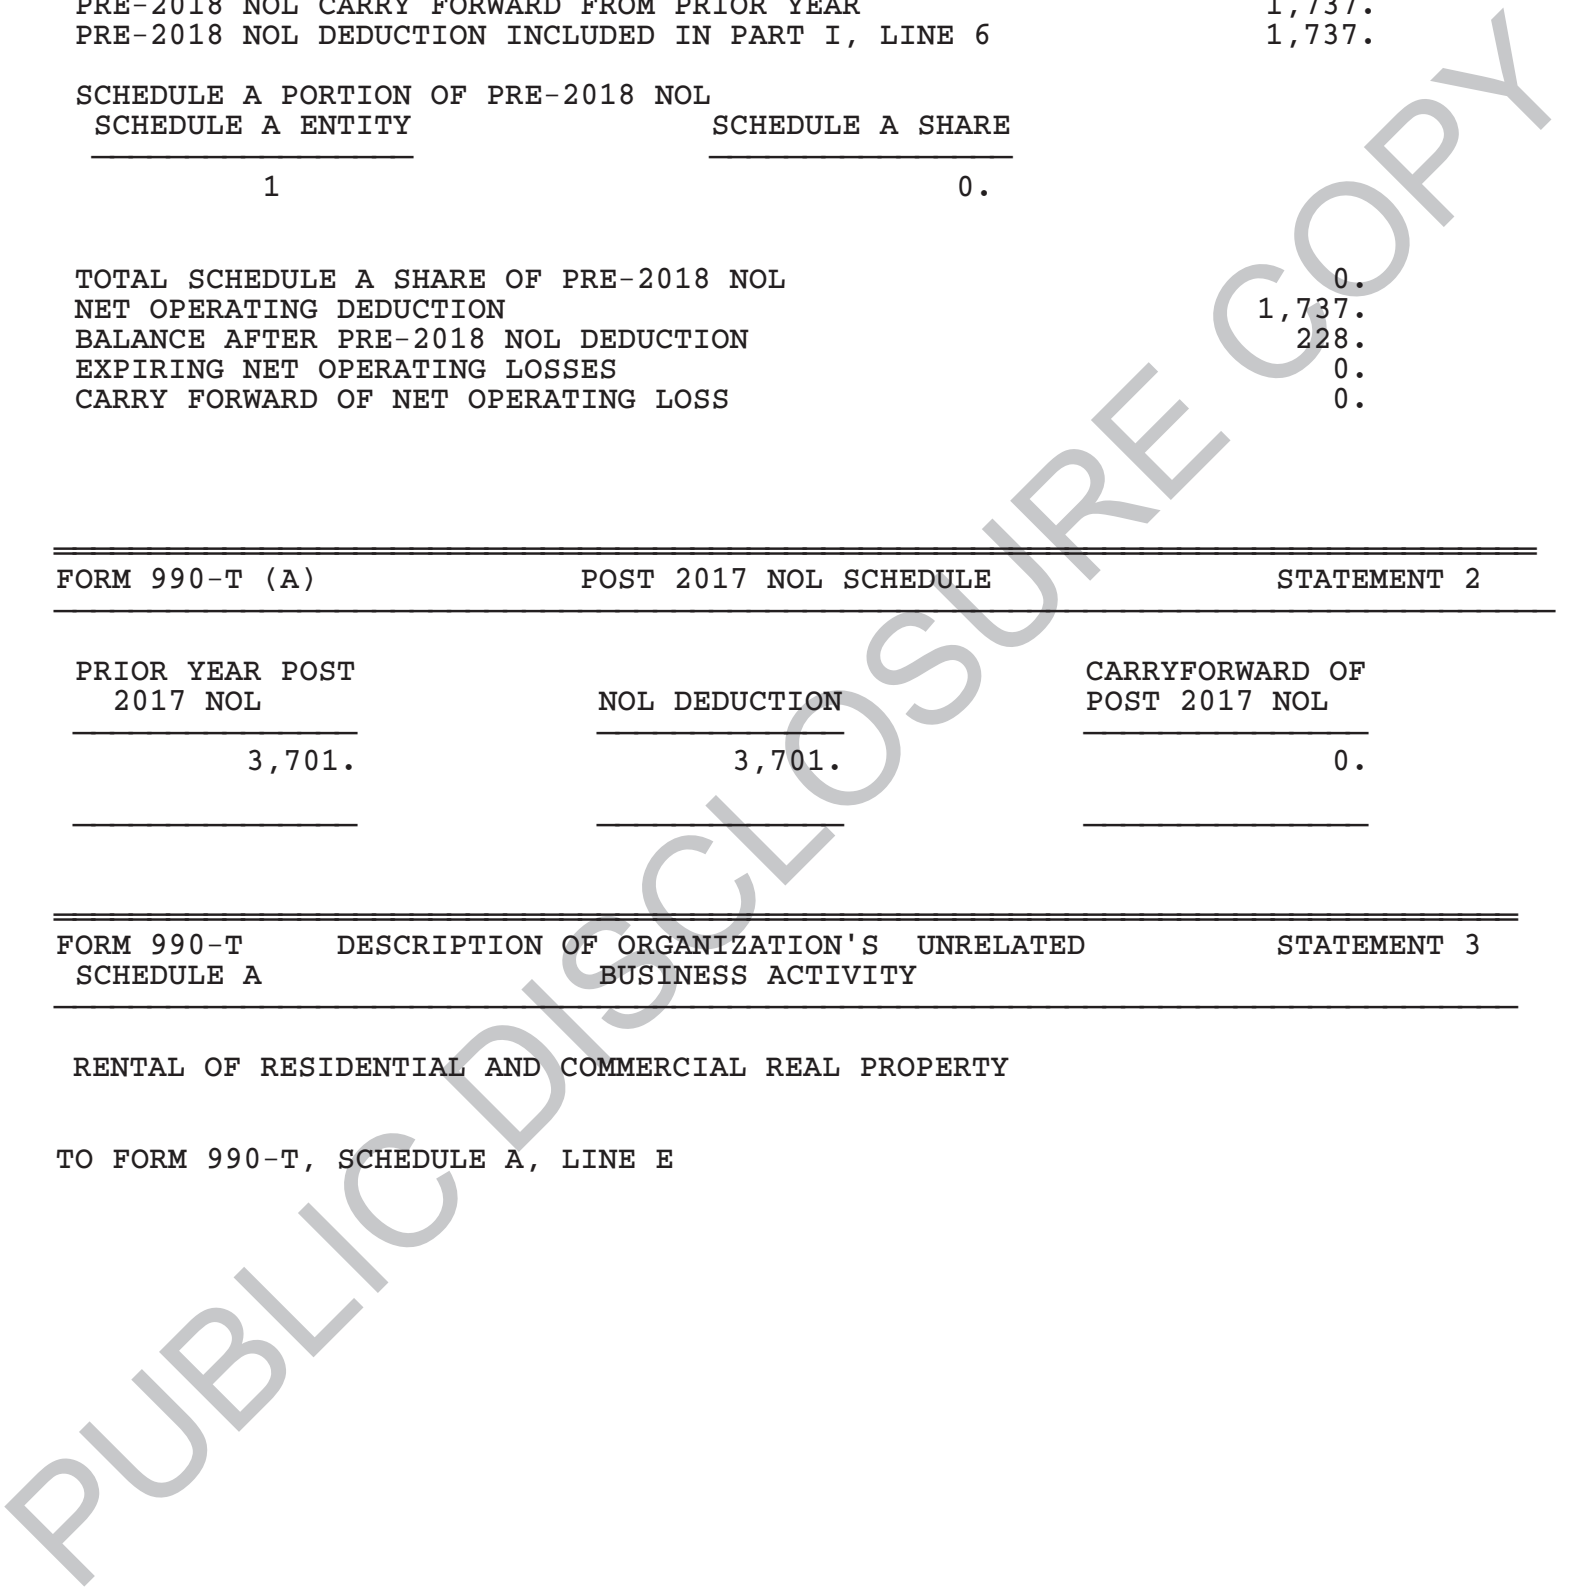 PRE-2018 NOL CARRY FORWARD FROM PRIOR YEAR 1,737.
PRE-2018 NOL DEDUCTION INCLUDED IN PART I, LINE 6 1,737.
SCHEDULE A PORTION OF PRE-2018 NOL
SCHEDULE A ENTITY SCHEDULE A SHARE
1 0.
TOTAL SCHEDULE A SHARE OF PRE-2018 NOL 0.
NET OPERATING DEDUCTION 1,737.
BALANCE AFTER PRE-2018 NOL DEDUCTION 228.
EXPIRING NET OPERATING LOSSES 0.
CARRY FORWARD OF NET OPERATING LOSS 0.
FORM 990-T (A) POST 2017 NOL SCHEDULE STATEMENT 2
PRIOR YEAR POST CARRYFORWARD OF
2017 NOL NOL DEDUCTION POST 2017 NOL
3,701. 3,701. 0.
FORM 990-T DESCRIPTION OF ORGANIZATION'S UNRELATED STATEMENT 3
SCHEDULE A BUSINESS ACTIVITY
RENTAL OF RESIDENTIAL AND COMMERCIAL REAL PROPERTY
TO FORM 990-T, SCHEDULE A, LINE E
PUBLIC DISCLOSURE COPY